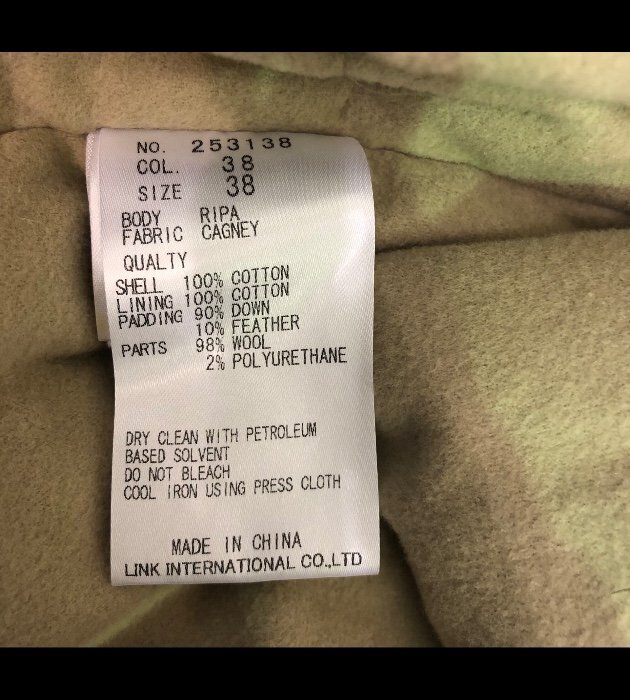 NO. 253138
COL. 38
SIZE 38
BODY RIPA
FABRIC CAGNEY
QUALTY
SHELL 100% COTTON
LINING 100% COTTON
PADDING 90% DOWN
10% FEATHER
PARTS 98% WOOL
2% POLYURETHANE
DRY CLEAN WITH PETROLEUM
BASED SOLVENT
DO NOT BLEACH
COOL IRON USING PRESS CLOTH
MADE IN CHINA
LINK INTERNATIONAL CO.,LTD